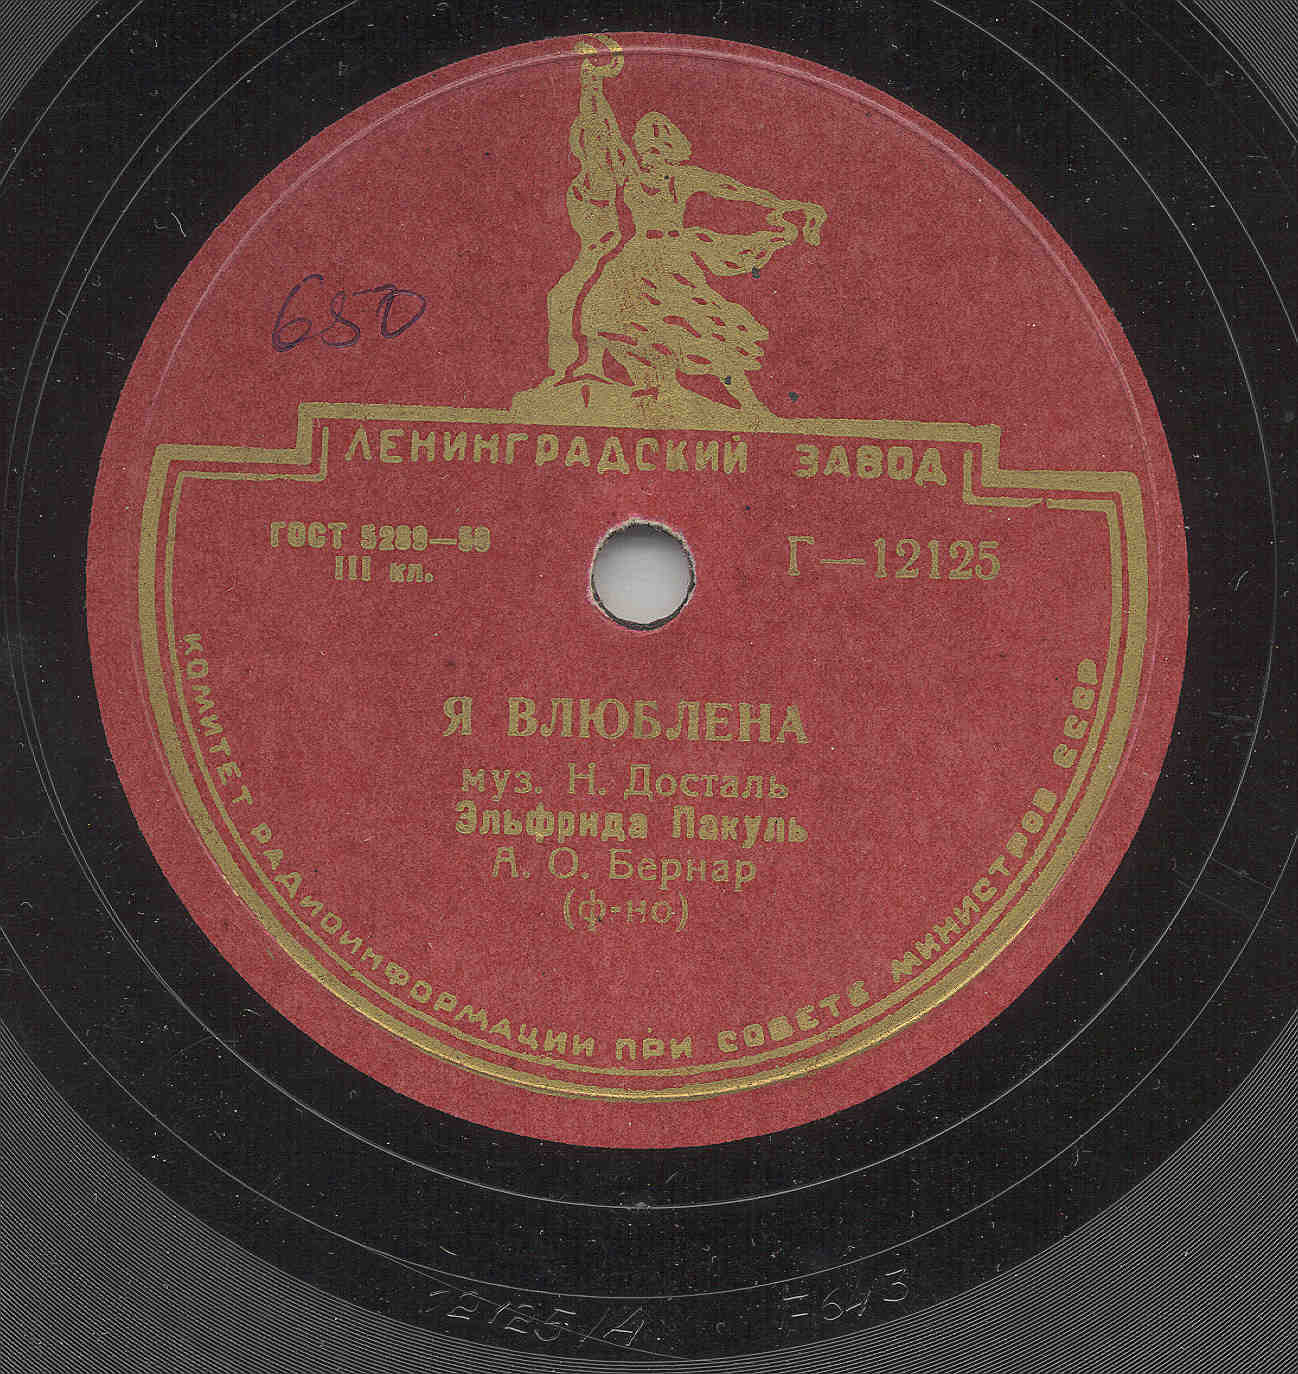 650
ЛЕНИНГРАДСКИЙ ЗАВОД
ГОСТ 5289—50
III кл.
Г—12125
Я ВЛЮБЛЕНА
муз. Н. Досталь
Эльфрида Пакуль
А. О. Бернар
(ф-но)
КОМИТЕТ РАДИОИНФОРМАЦИИ ПРИ СОВЕТЕ МИНИСТРОВ СССР
12125/А